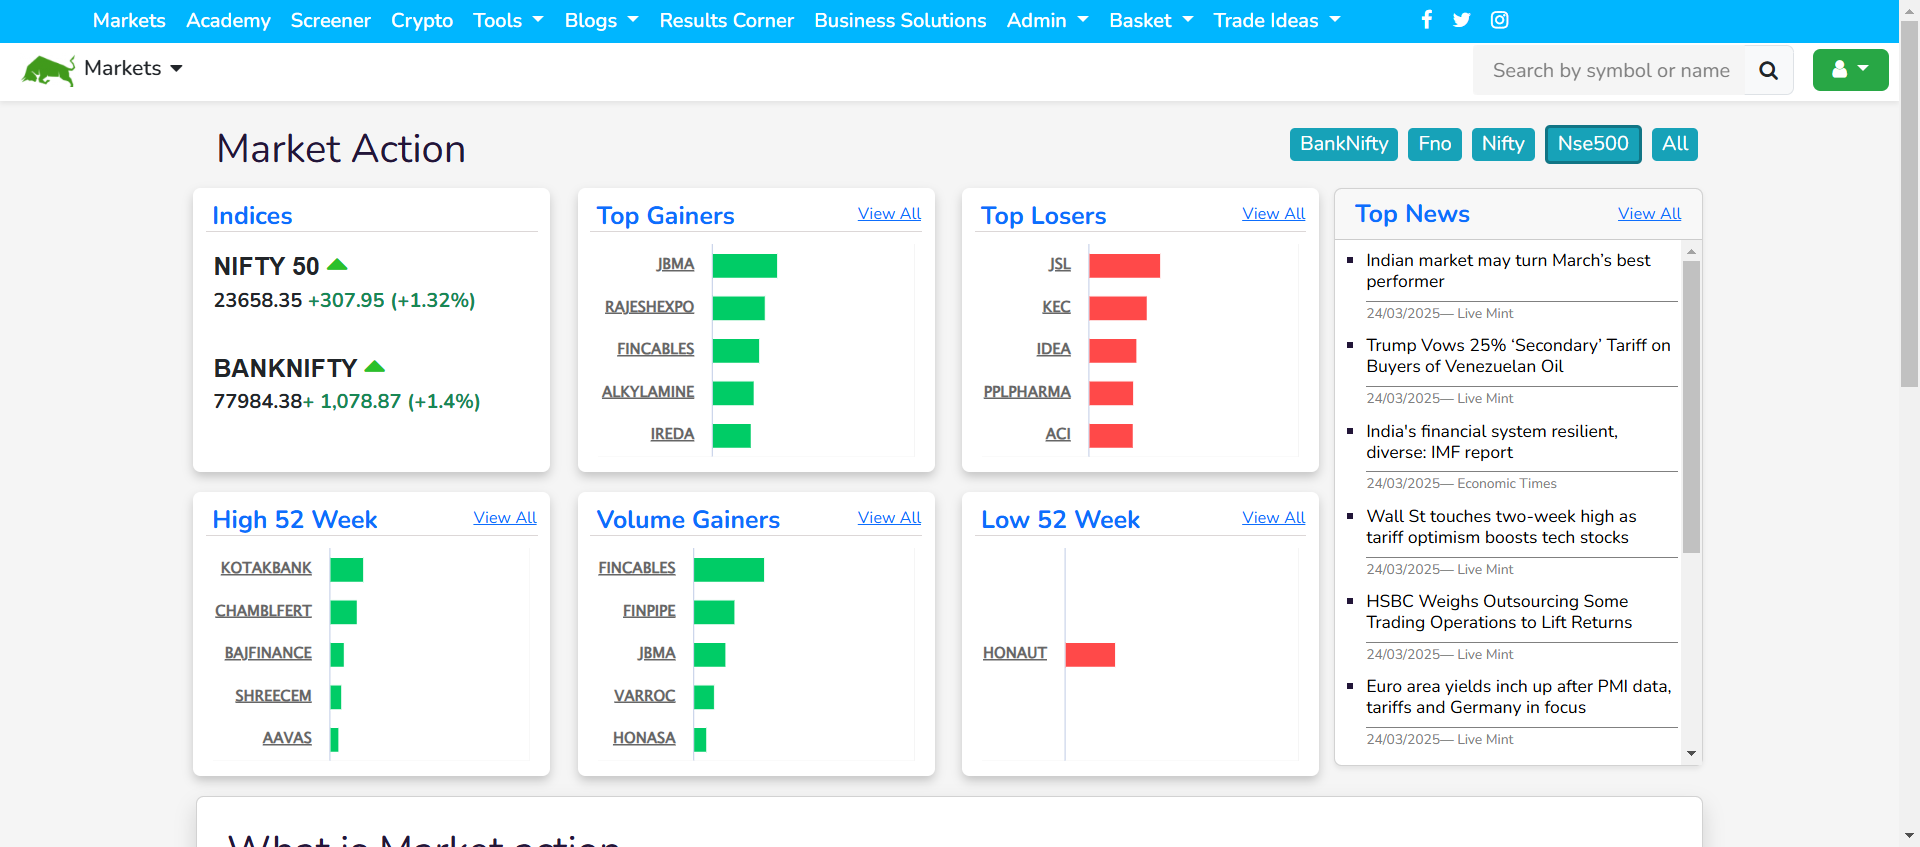 Markets Academy Screener Crypto Tools Blogs Results Corner Business Solutions Admin Basket Trade Ideas
Markets
Search by symbol or name
Market Action
BankNifty Fno Nifty Nse500 All
Indices
NIFTY 50
23658.35 +307.95 (+1.32%)
BANKNIFTY
77984.38+ 1,078.87 (+1.4%)
Top Gainers View All
JBMA
RAJESHEXPO
FINCABLES
ALKYLAMINE
IREDA
Top Losers View All
JSL
KEC
IDEA
PPLPHARMA
ACI
Top News View All
Indian market may turn March’s best
performer
24/03/2025— Live Mint
Trump Vows 25% ‘Secondary’ Tariff on
Buyers of Venezuelan Oil
24/03/2025— Live Mint
India's financial system resilient,
diverse: IMF report
24/03/2025— Economic Times
Wall St touches two-week high as
tariff optimism boosts tech stocks
24/03/2025— Live Mint
HSBC Weighs Outsourcing Some
Trading Operations to Lift Returns
24/03/2025— Live Mint
Euro area yields inch up after PMI data,
tariffs and Germany in focus
24/03/2025— Live Mint
High 52 Week View All
KOTAKBANK
CHAMBLFERT
BAJFINANCE
SHREECEM
AAVAS
Volume Gainers View All
FINCABLES
FINPIPE
JBMA
VARROC
HONASA
Low 52 Week View All
HONAUT
What is Market action